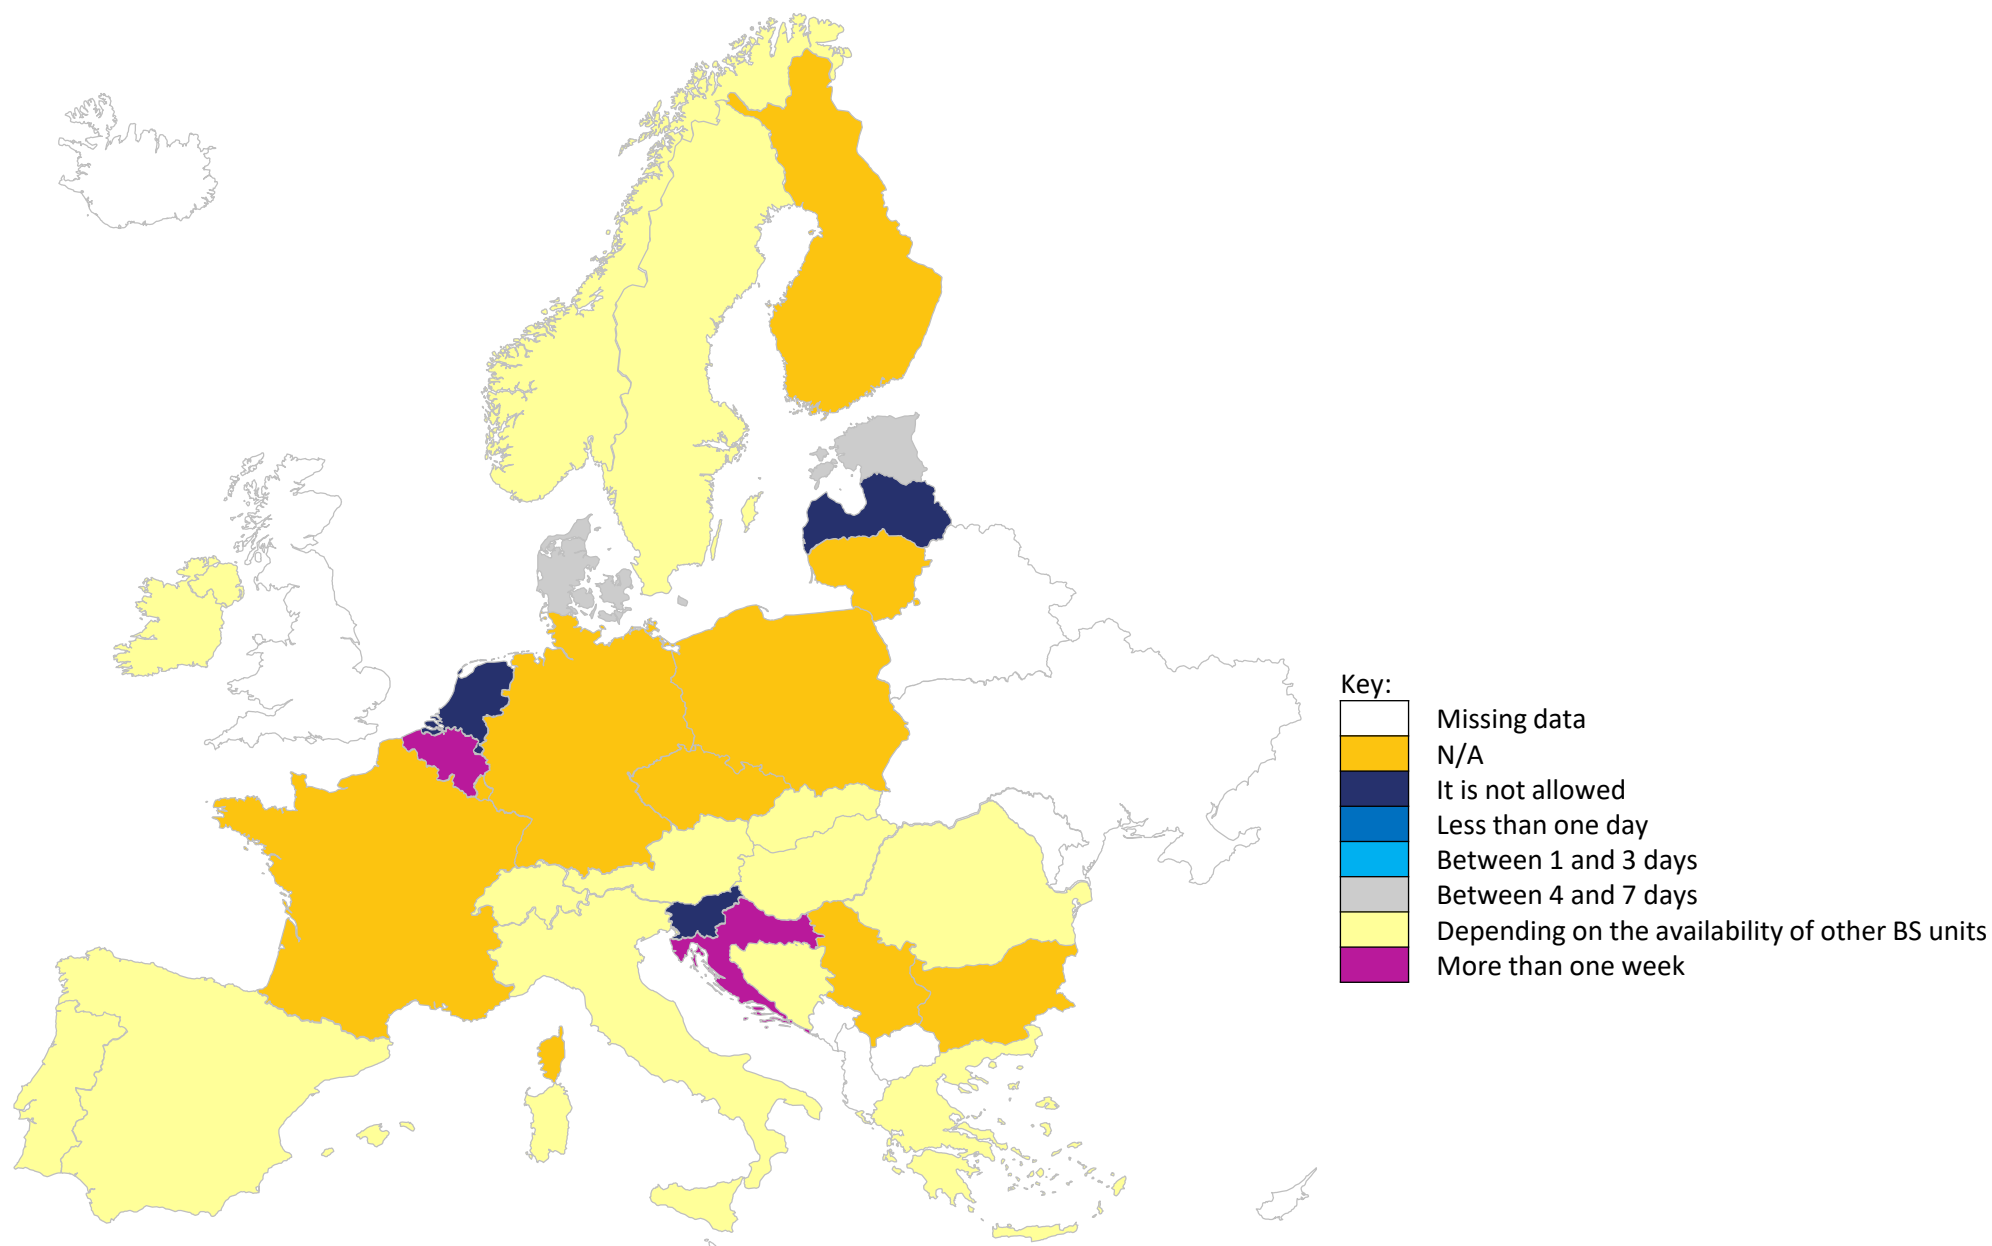 Key:
Missing data
N/A
It is not allowed
Less than one day
Between 1 and 3 days
Between 4 and 7 days
Depending on the availability of other BS units
More than one week